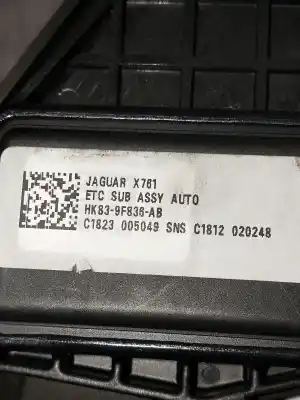 JAGUAR X761
ETC SUB ASSY AUTO
HK83-9F836-AB
C1823 005049 SNS C1812 020248